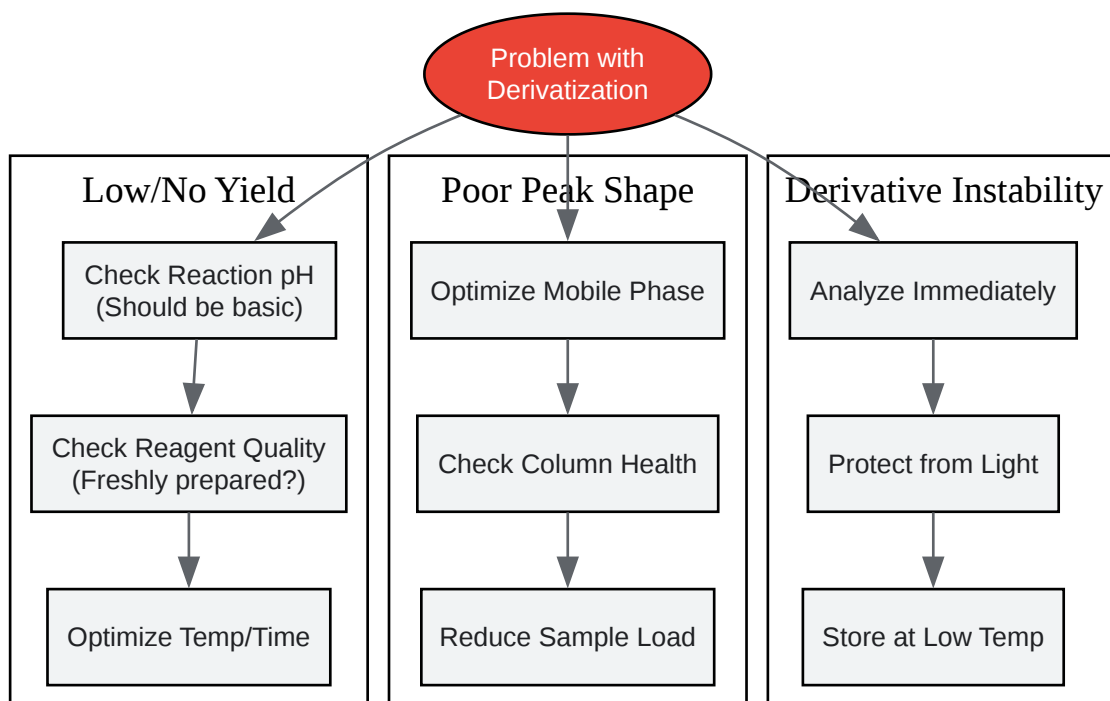 Problem with
Derivatization
Low/No Yield
Check Reaction pH
(Should be basic)
Check Reagent Quality
(Freshly prepared?)
Optimize Temp/Time
Poor Peak Shape
Optimize Mobile Phase
Check Column Health
Reduce Sample Load
Derivative Instability
Analyze Immediately
Protect from Light
Store at Low Temp